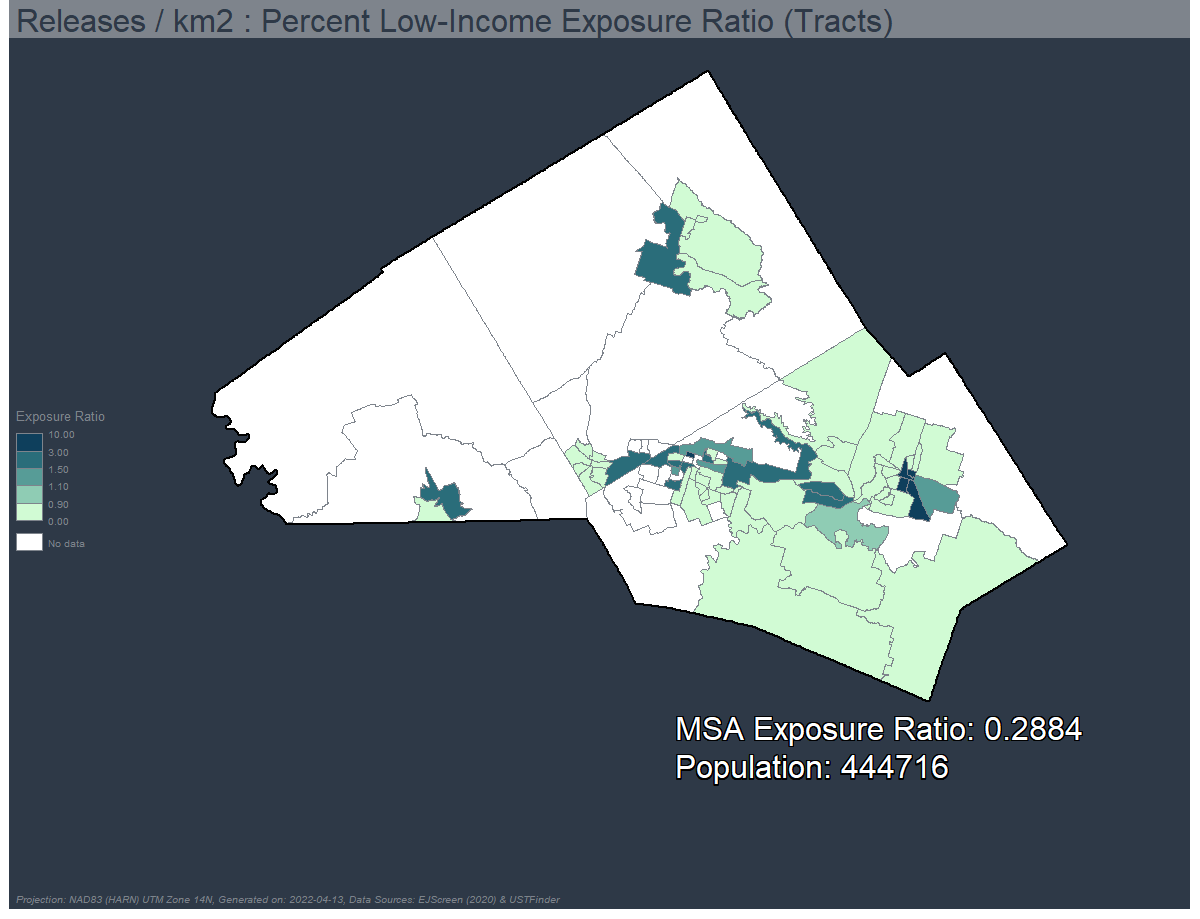 Releases / km2 : Percent Low-Income Exposure Ratio (Tracts)
Exposure Ratio
10.00
3.00
1.50
1.10
0.90
0.00
No data
MSA Exposure Ratio: 0.2884
Population: 444716
Projection: NAD83 (HARN) UTM Zone 14N, Generated on: 2022-04-13, Data Sources: EJScreen (2020) & USTFinder